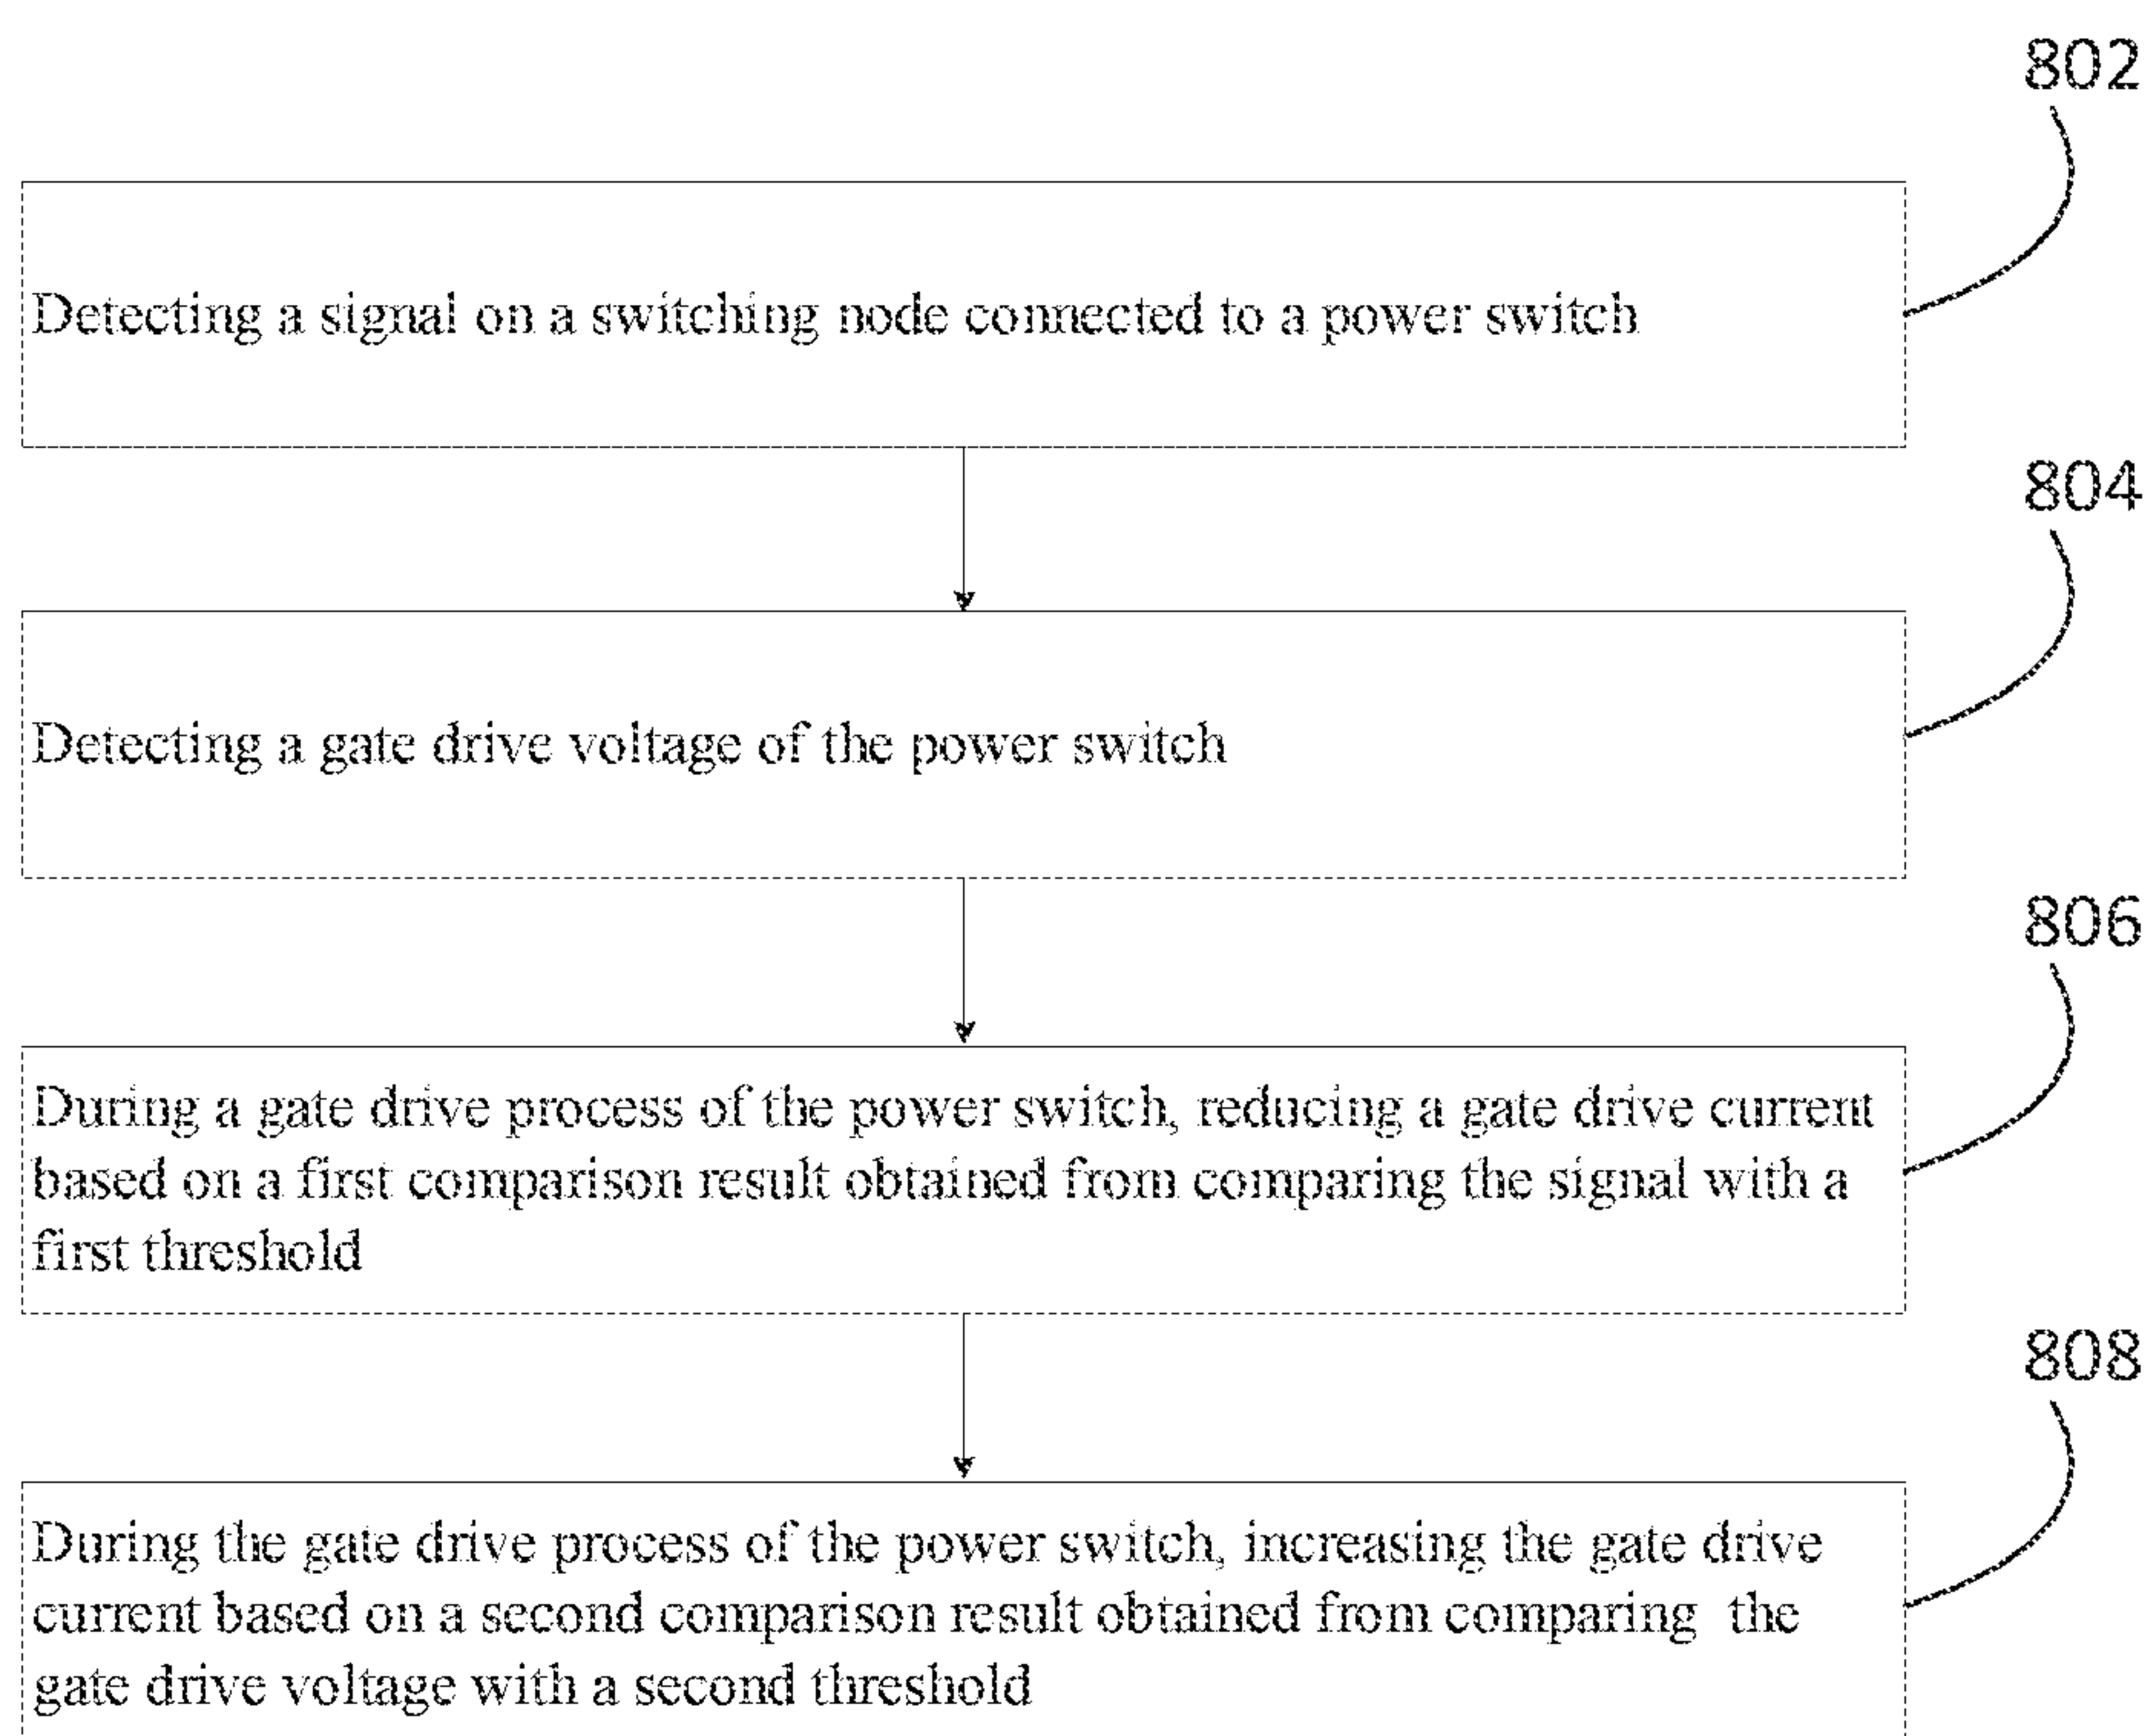 802
Detecting a signal on a switching node connected to a power switch
804
Detecting a gate drive voltage of the power switch
806
During a gate drive process of the power switch, reducing a gate drive current
based on a first comparison result obtained from comparing the signal with a
first threshold
808
During the gate drive process of the power switch, increasing the gate drive
current based on a second comparison result obtained from comparing the
gate drive voltage with a second threshold